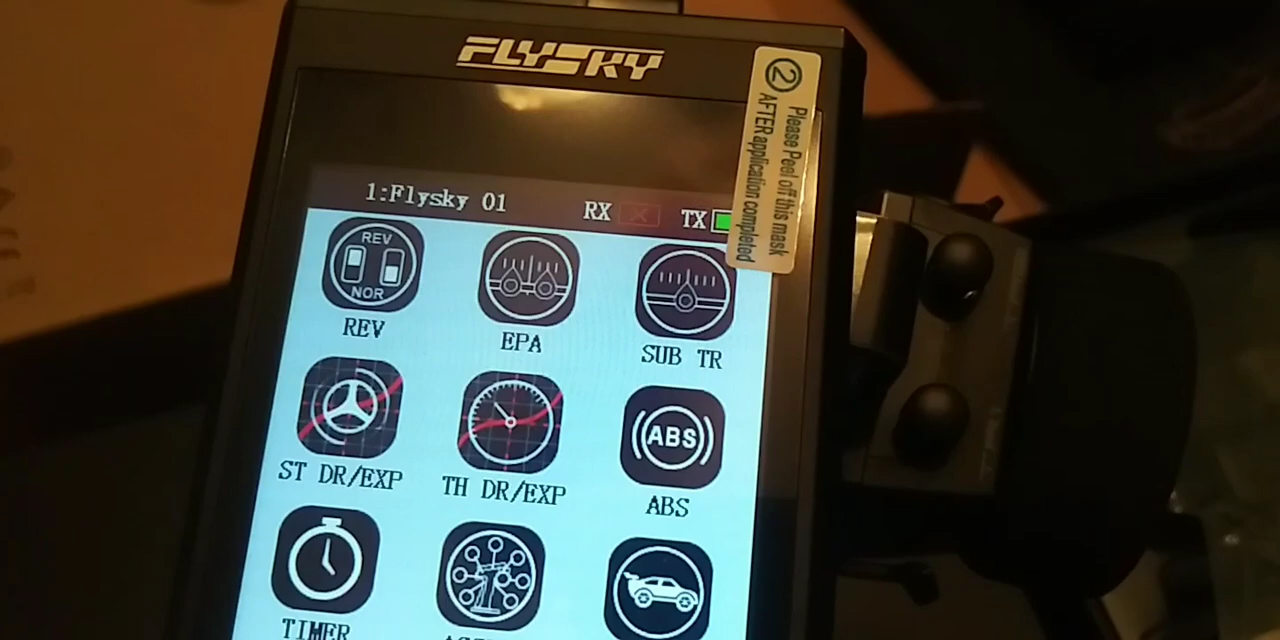 FLYSKY
② Please Peel off this mask
AFTER application completed
1:Flysky 01 RX TX
REV
NOR
REV EPA SUB TR
ABS
ST DR/EXP TH DR/EXP ABS
TIMER